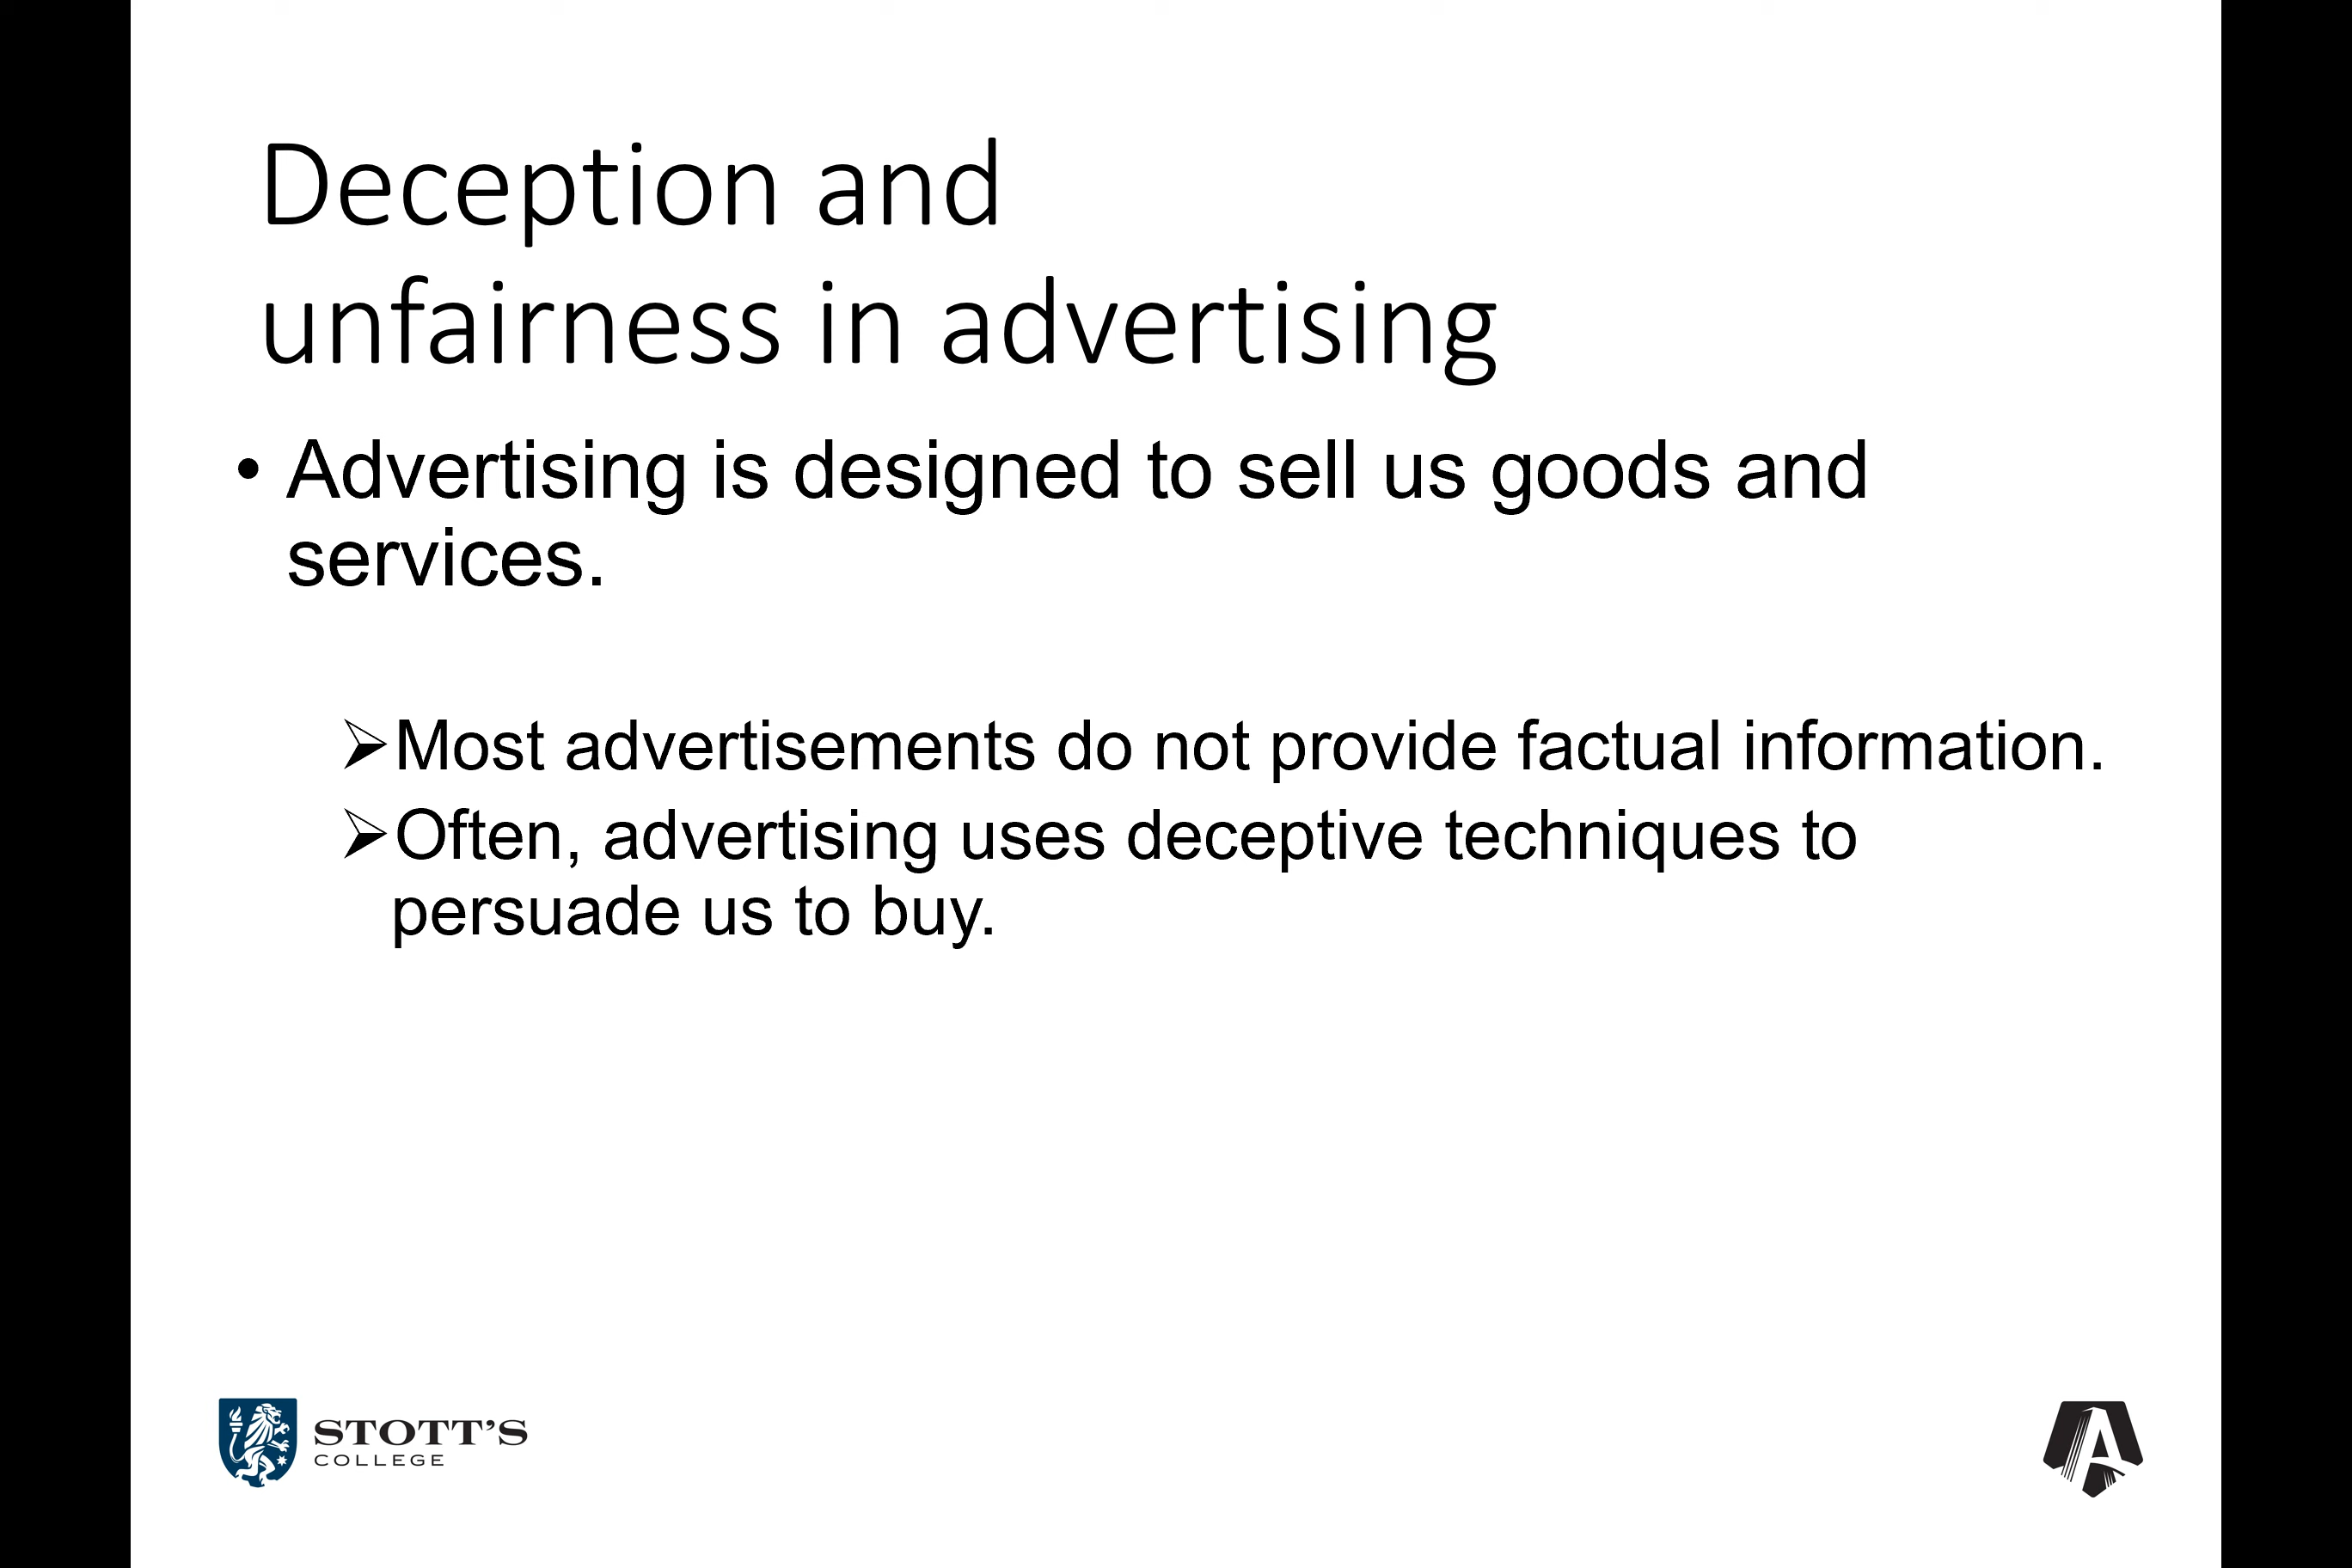 Deception and
unfairness in advertising
• Advertising is designed to sell us goods and
services.
➢Most advertisements do not provide factual information.
➢Often, advertising uses deceptive techniques to
persuade us to buy.
STOTT'S
COLLEGE
A